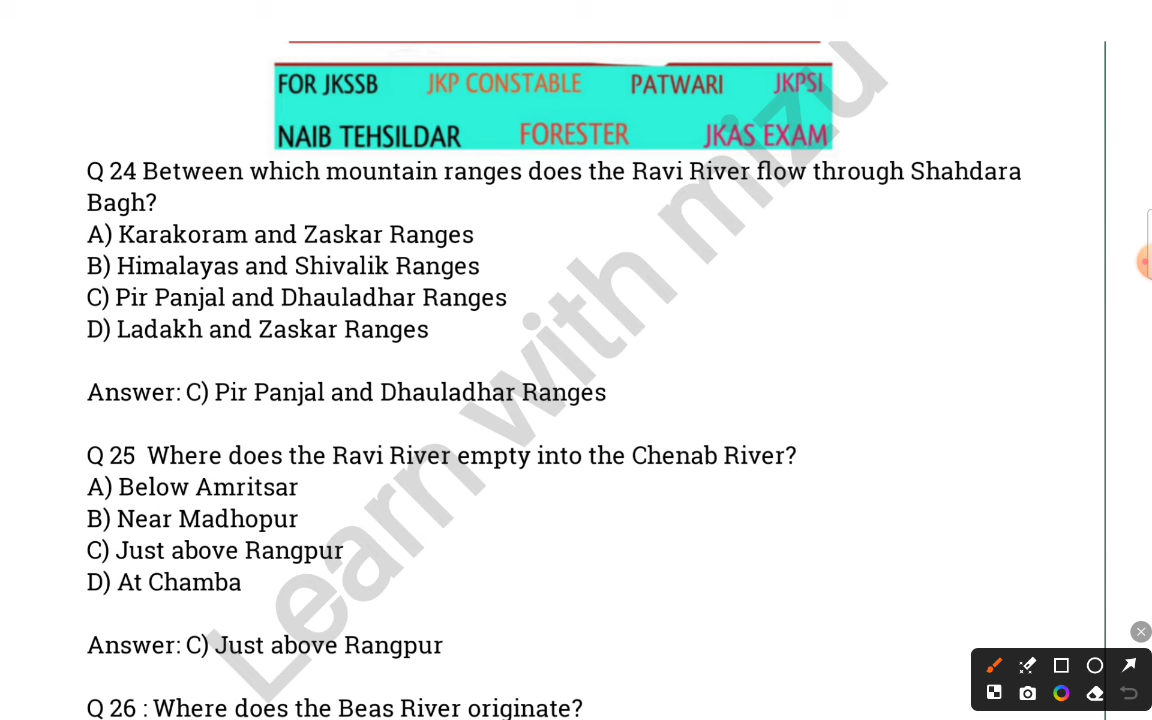 FOR JKSSB JKP CONSTABLE PATWARI JKPSI
NAIB TEHSILDAR FORESTER JKAS EXAM
Q 24 Between which mountain ranges does the Ravi River flow through Shahdara
Bagh?
A) Karakoram and Zaskar Ranges
B) Himalayas and Shivalik Ranges
C) Pir Panjal and Dhauladhar Ranges
D) Ladakh and Zaskar Ranges
Answer: C) Pir Panjal and Dhauladhar Ranges
Q 25 Where does the Ravi River empty into the Chenab River?
A) Below Amritsar
B) Near Madhopur
C) Just above Rangpur
D) At Chamba
Answer: C) Just above Rangpur
Q 26 : Where does the Beas River originate?
Learn with mizu